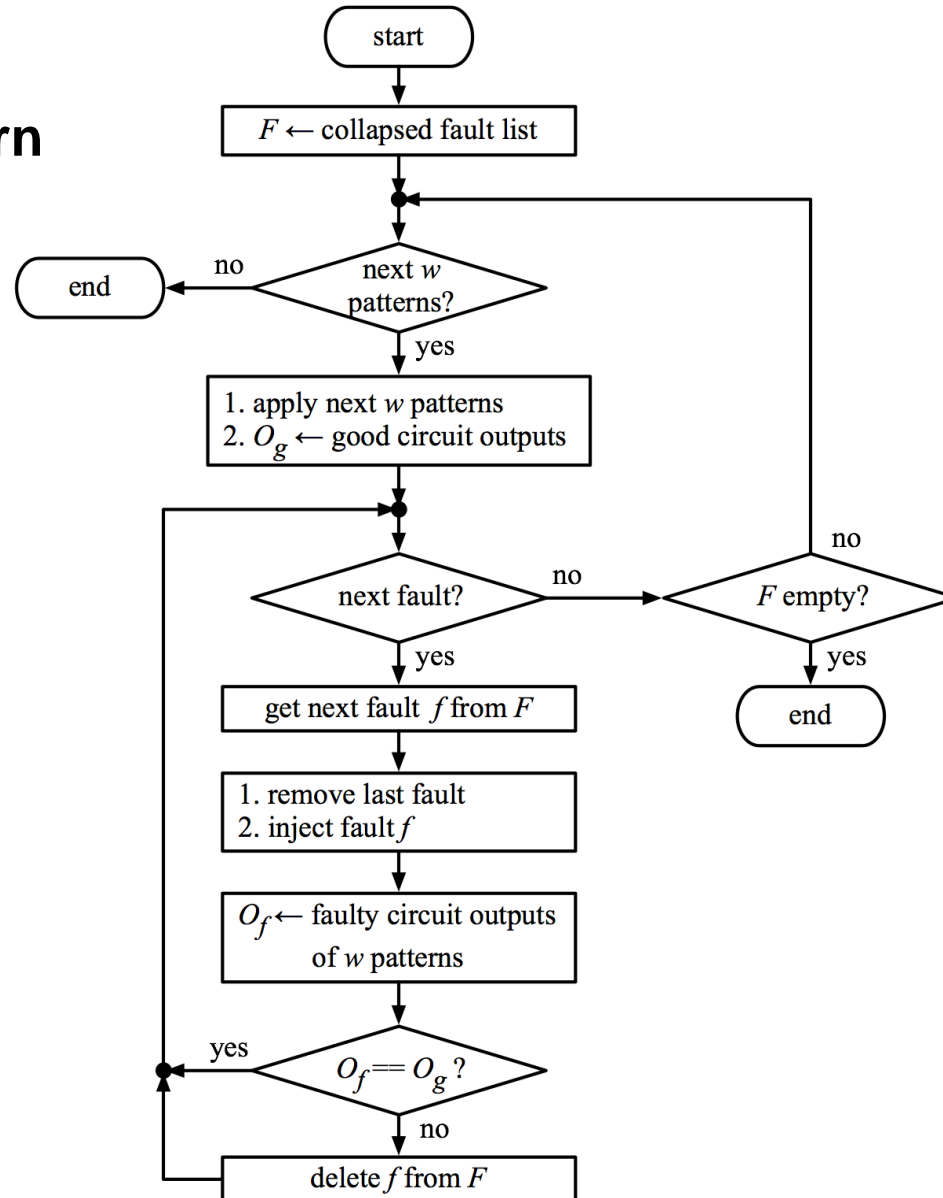 start
rn
F ← collapsed fault list
next w
patterns?
no
end
yes
1. apply next w patterns
2. Og ← good circuit outputs
next fault?
no
F empty?
no
yes
end
yes
get next fault f from F
1. remove last fault
2. inject fault f
Of ← faulty circuit outputs
of w patterns
Of == Og ?
yes
no
delete f from F